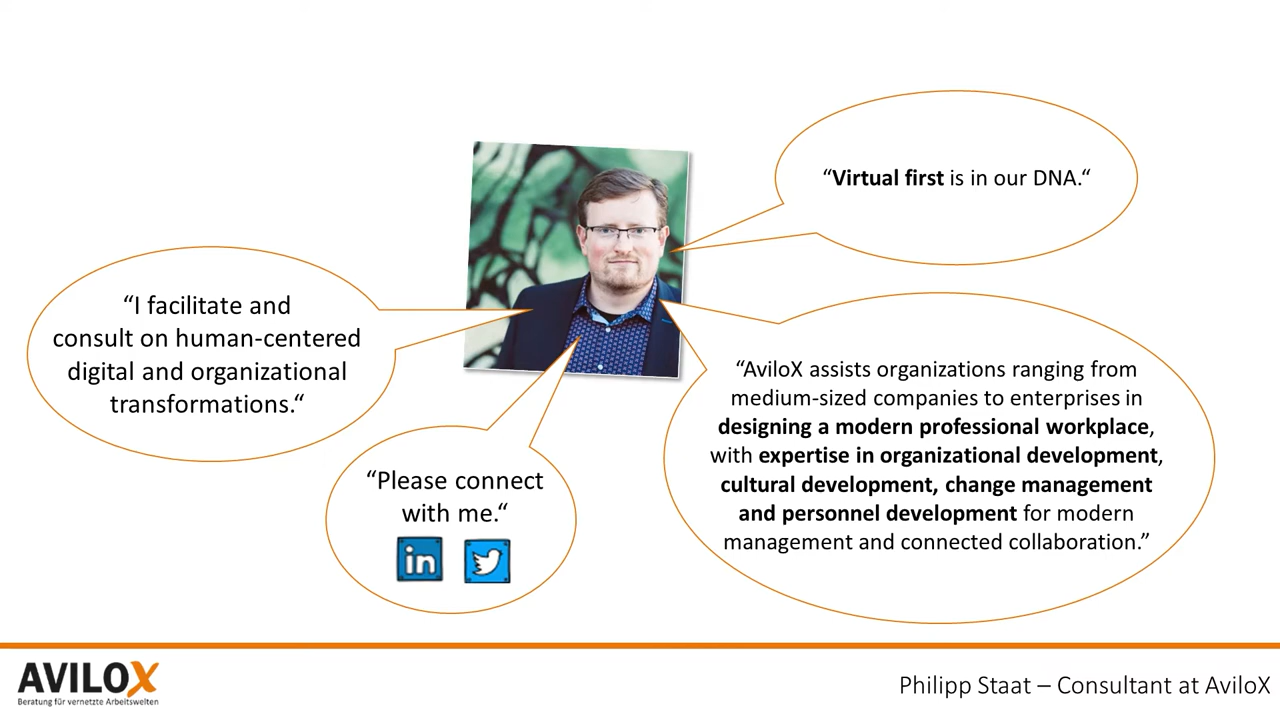 “Virtual first is in our DNA.“
“I facilitate and
consult on human-centered
digital and organizational
transformations.“
“AviloX assists organizations ranging from
medium-sized companies to enterprises in
designing a modern professional workplace,
with expertise in organizational development,
cultural development, change management
and personnel development for modern
management and connected collaboration.”
“Please connect
with me.“
in
AVILOX
Beratung für vernetzte Arbeitswelten
Philipp Staat – Consultant at AviloX